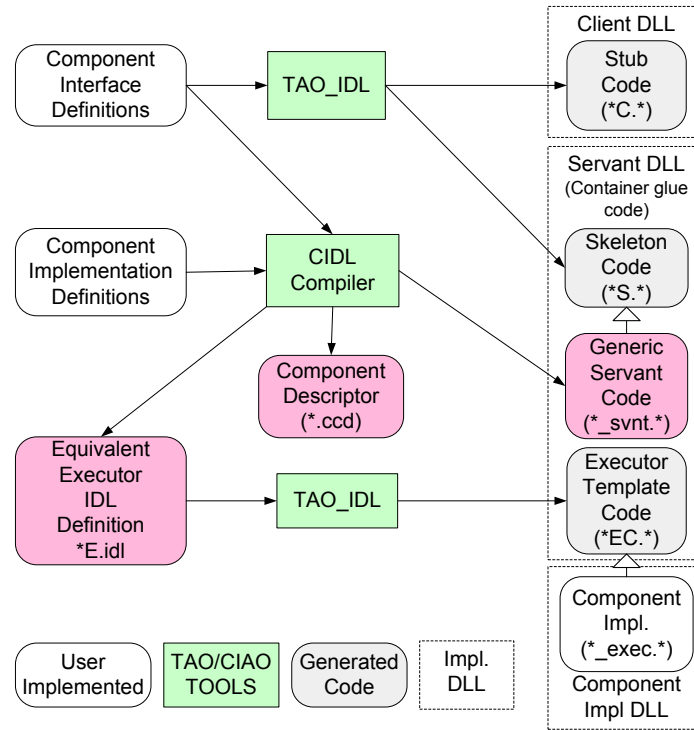 Component
Interface
Definitions
TAO_IDL
Client DLL
Stub
Code
(*C.*)
Servant DLL
(Container glue
code)
Skeleton
Code
(*S.*)
Component
Implementation
Definitions
CIDL
Compiler
Component
Descriptor
(*.ccd)
Generic
Servant
Code
(*_svnt.*)
Equivalent
Executor
IDL
Definition
*E.idl
TAO_IDL
Executor
Template
Code
(*EC.*)
Component
Impl.
(*_exec.*)
Component
Impl DLL
User
Implemented
TAO/CIAO
TOOLS
Generated
Code
Impl.
DLL